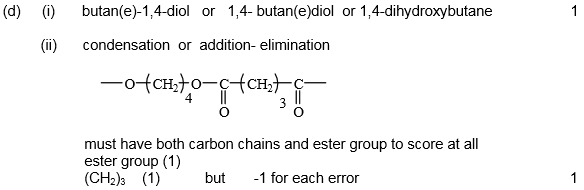 (d) (i) butan(e)-1,4-diol or 1,4- butan(e)diol or 1,4-dihydroxybutane 1
(ii) condensation or addition- elimination
—O-(CH₂)₄-O—C-(CH₂)₃-C—
O O
must have both carbon chains and ester group to score at all
ester group (1)
(CH₂)₃ (1) but -1 for each error 1